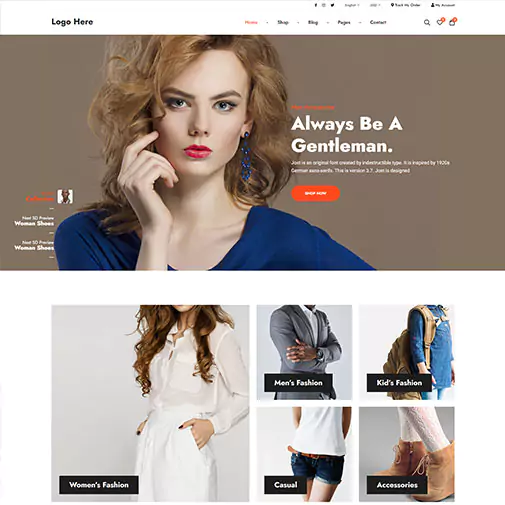 English
USD
Track My Order
My Account
Logo Here
Home
Shop
Blog
Pages
Contact
Always Be A
Gentleman.
Jost is an original font created by indestructible type. It is inspired by 1920s
German sans-serifs. This is version 3.7, Jost is designed
SHOP NOW
Next SD Preview
Woman Shoes
Next SD Preview
Woman Shoes
Men's Fashion
Kid's Fashion
Women's Fashion
Casual
Accessories